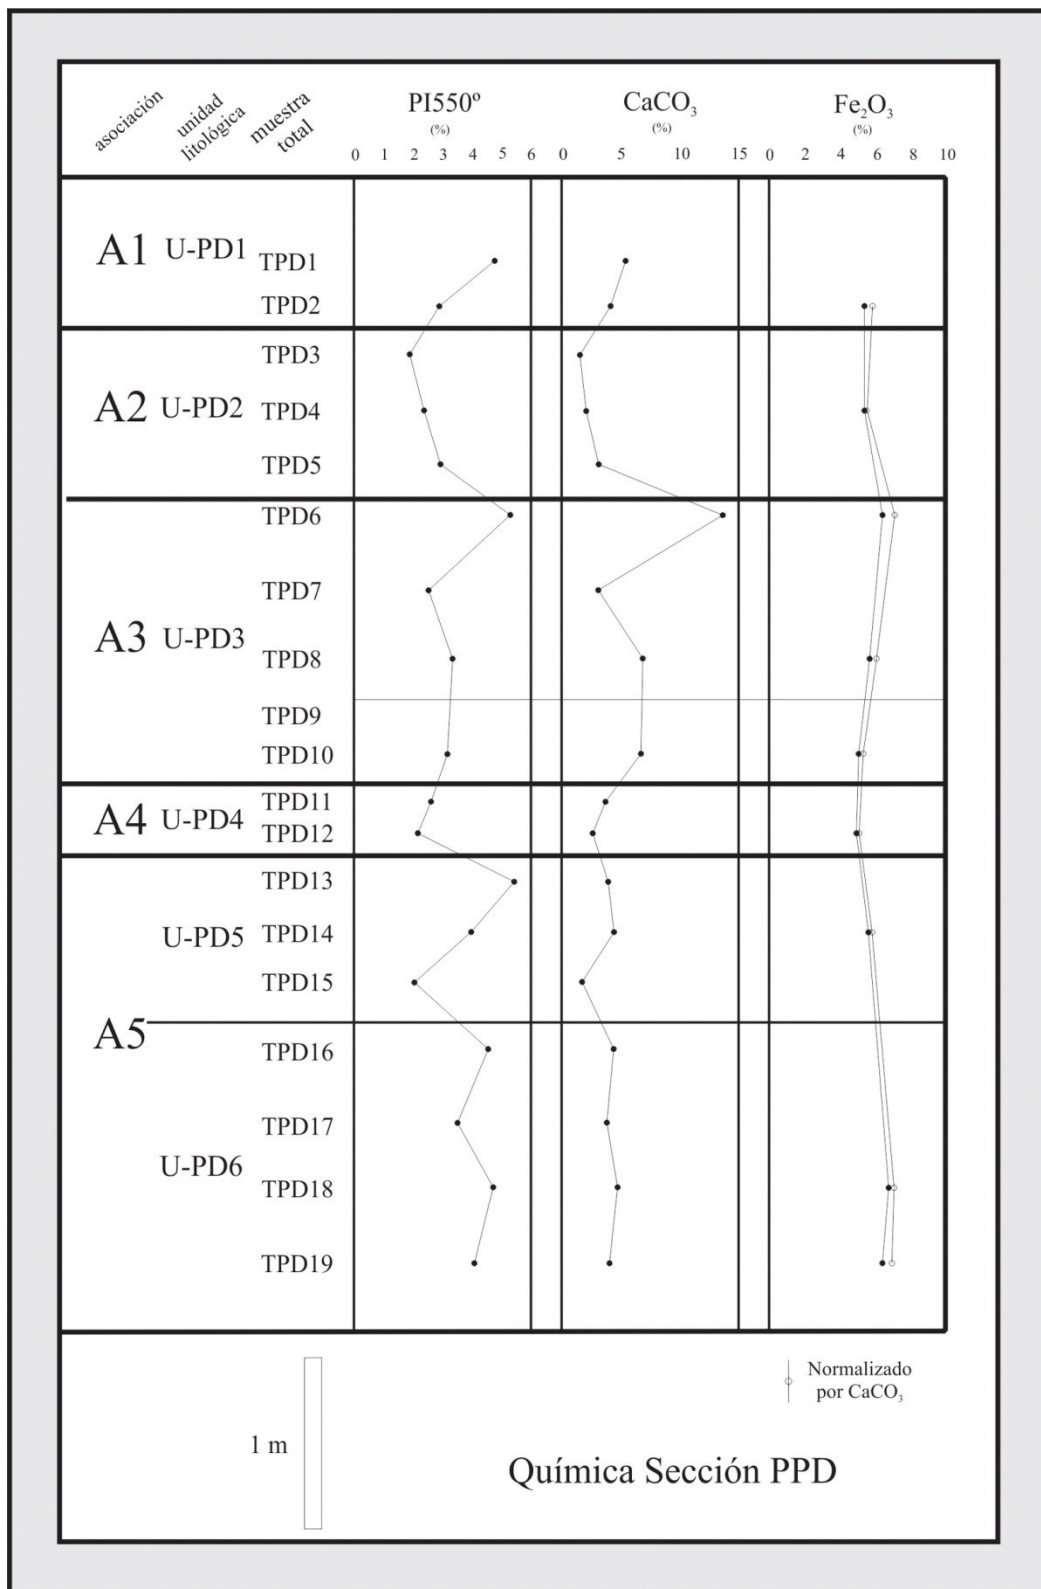 asociación
unidad
litológica
muestra
total
PI550º
(%)
CaCO₃
(%)
Fe₂O₃
(%)
0 1 2 3 4 5 6
0 5 10 15
0 2 4 6 8 10
A1 U-PD1
TPD1
TPD2
TPD3
A2 U-PD2 TPD4
TPD5
TPD6
TPD7
A3 U-PD3
TPD8
TPD9
TPD10
TPD11
A4 U-PD4
TPD12
TPD13
U-PD5 TPD14
TPD15
A5
TPD16
TPD17
U-PD6
TPD18
TPD19
Normalizado
por CaCO₃
1 m
Química Sección PPD